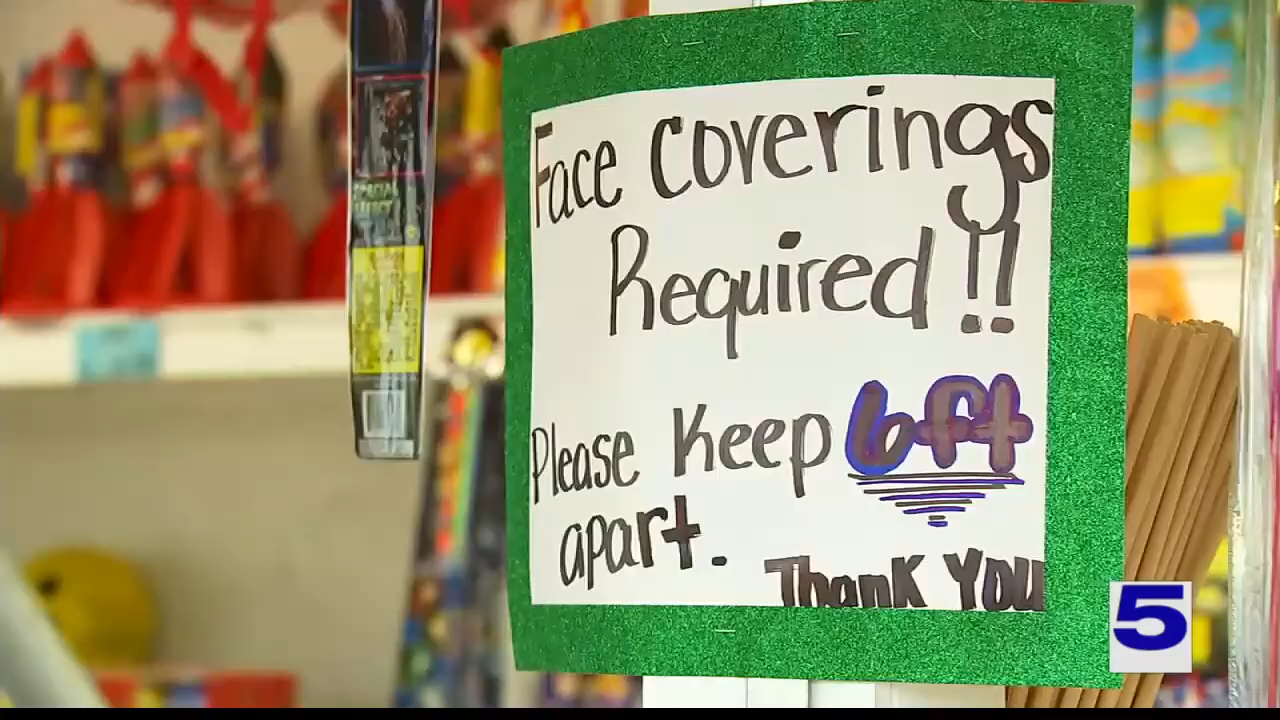 Face Coverings
Required!!
Please Keep 6ft
apart.
Thank You
5